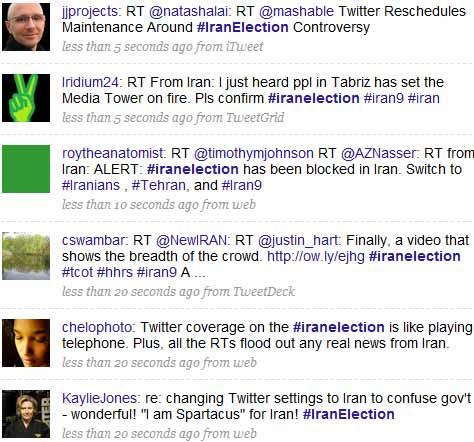 jjprojects: RT @natashalai: RT @mashable Twitter Reschedules
Maintenance Around #IranElection Controversy
less than 5 seconds ago from iTweet
Iridium24: RT From Iran: I just heard ppl in Tabriz has set the
Media Tower on fire. Pls confirm #iranelection #iran9 #iran
less than 5 seconds ago from TweetGrid
roytheanatomist: RT @timothymjohnson RT @AZNasser: RT from
Iran: ALERT: #iranelection has been blocked in Iran. Switch to
#Iranians , #Tehran, and #Iran9
less than 10 seconds ago from web
cswambar: RT @NewIRAN: RT @justin_hart: Finally, a video that
shows the breadth of the crowd. http://ow.ly/ejhg #iranelection
#tcot #hhrs #iran9 A ...
less than 20 seconds ago from TweetDeck
chelophoto: Twitter coverage on the #iranelection is like playing
telephone. Plus, all the RTs flood out any real news from Iran.
less than 20 seconds ago from web
KaylieJones: re: changing Twitter settings to Iran to confuse gov't
- wonderful! "I am Spartacus" for Iran! #IranElection
less than 20 seconds ago from web